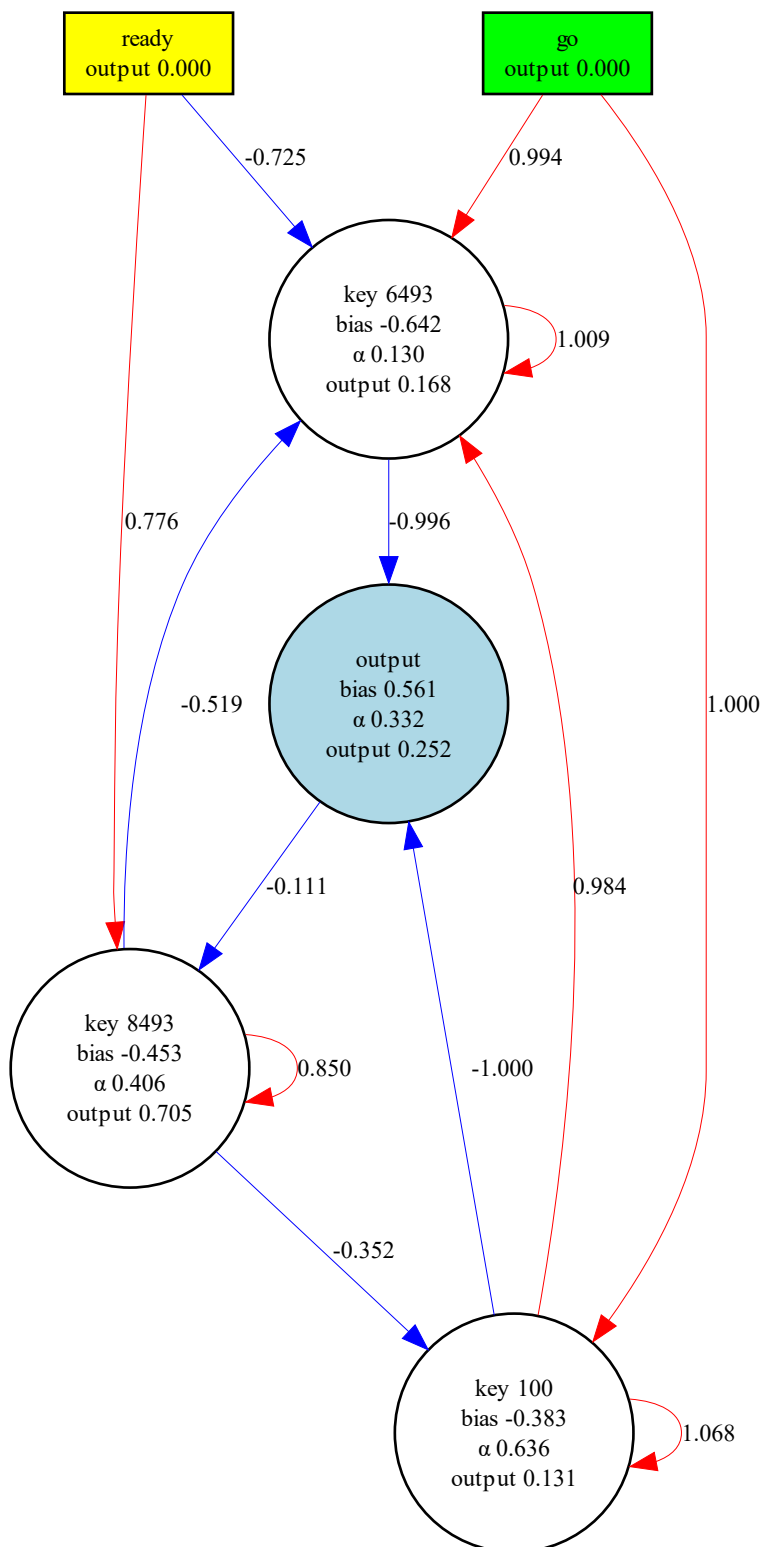 ready
output 0.000
go
output 0.000
-0.725
0.994
key 6493
bias -0.642
α 0.130
output 0.168
1.009
0.776
-0.996
output
bias 0.561
α 0.332
output 0.252
-0.519
1.000
-0.111
0.984
key 8493
bias -0.453
α 0.406
output 0.705
0.850
-1.000
-0.352
key 100
bias -0.383
α 0.636
output 0.131
1.068